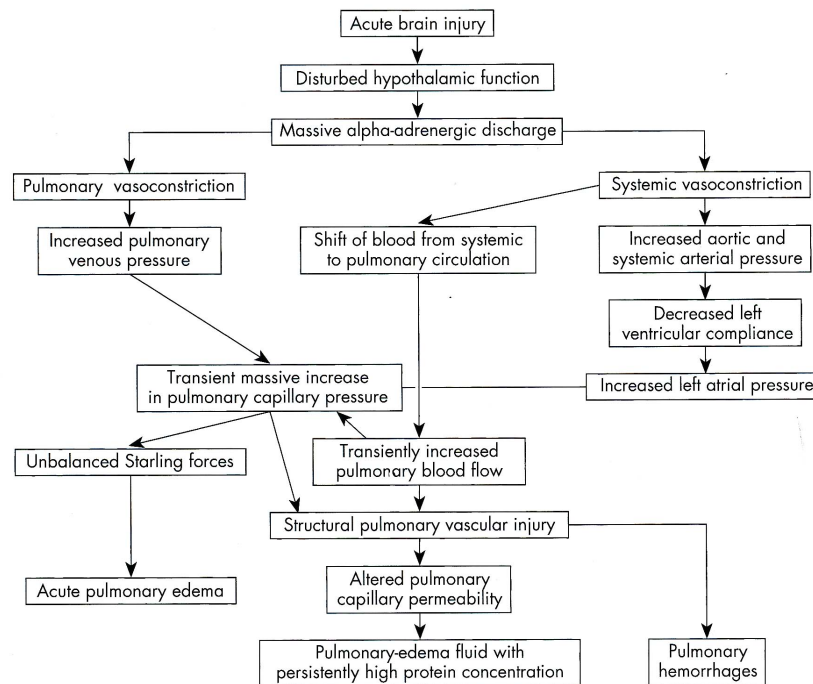 Acute brain injury
Disturbed hypothalamic function
Massive alpha-adrenergic discharge
Pulmonary vasoconstriction
Systemic vasoconstriction
Increased pulmonary
venous pressure
Shift of blood from systemic
to pulmonary circulation
Increased aortic and
systemic arterial pressure
Decreased left
ventricular compliance
Transient massive increase
in pulmonary capillary pressure
Increased left atrial pressure
Unbalanced Starling forces
Transiently increased
pulmonary blood flow
Structural pulmonary vascular injury
Acute pulmonary edema
Altered pulmonary
capillary permeability
Pulmonary-edema fluid with
persistently high protein concentration
Pulmonary
hemorrhages